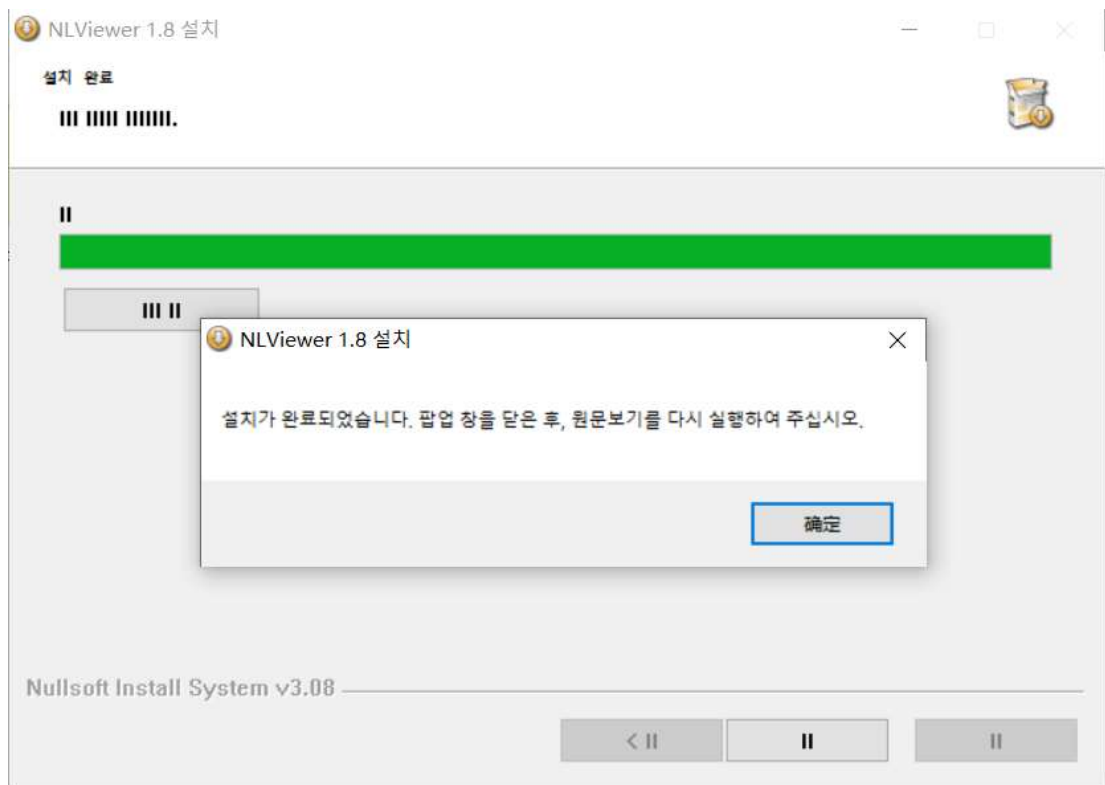 NLViewer 1.8 설치
설치 완료
NLViewer 1.8 설치
설치가 완료되었습니다. 팝업 창을 닫은 후, 원문보기를 다시 실행하여 주십시오.
确定
Nullsoft Install System v3.08